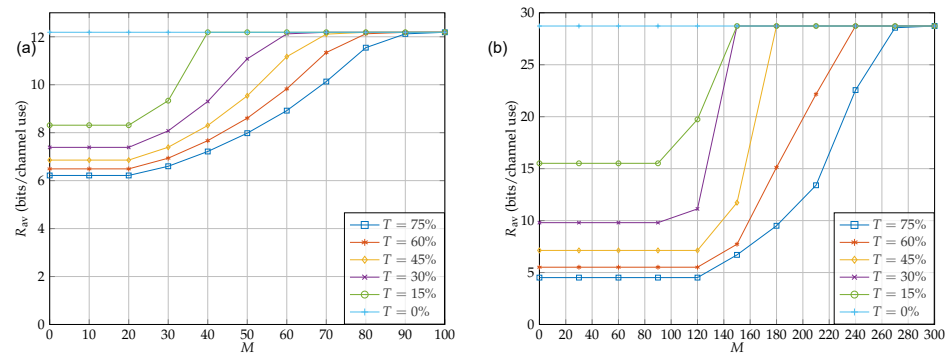 (a)
R_av (bits/channel use)
12
10
8
6
4
2
0
0 10 20 30 40 50 60 70 80 90 100
M
T = 75%
T = 60%
T = 45%
T = 30%
T = 15%
T = 0%
(b)
R_av (bits/channel use)
30
25
20
15
10
5
0
0 20 40 60 80 100 120 140 160 180 200 220 240 260 280 300
M
T = 75%
T = 60%
T = 45%
T = 30%
T = 15%
T = 0%